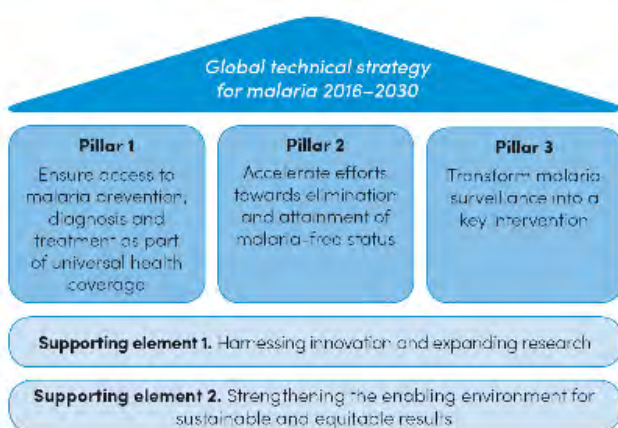 Global technical strategy
for malaria 2016–2030
Pillar 1
Ensure access to
malaria prevention,
diagnosis and
treatment as part
of universal health
coverage
Pillar 2
Accelerate efforts
towards elimination
and attainment of
malaria-free status
Pillar 3
Transform malaria
surveillance into a
key intervention
Supporting element 1. Harnessing innovation and expanding research
Supporting element 2. Strengthening the enabling environment for
sustainable and equitable results